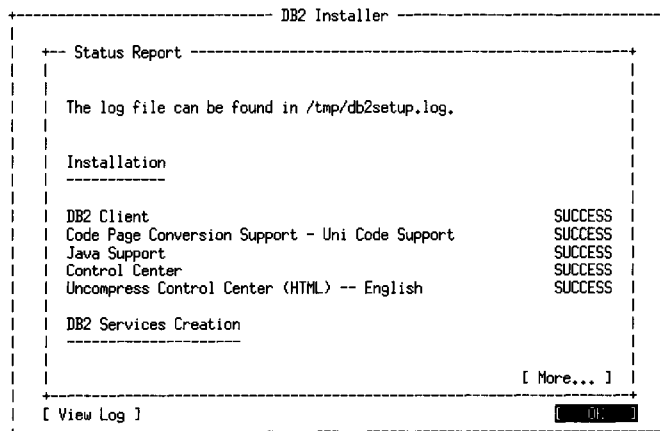 DB2 Installer
Status Report
The log file can be found in /tmp/db2setup.log.
Installation
DB2 Client SUCCESS
Code Page Conversion Support - Uni Code Support SUCCESS
Java Support SUCCESS
Control Center SUCCESS
Uncompress Control Center (HTML) -- English SUCCESS
DB2 Services Creation
[ More... ]
[ View Log ] [ OK ]